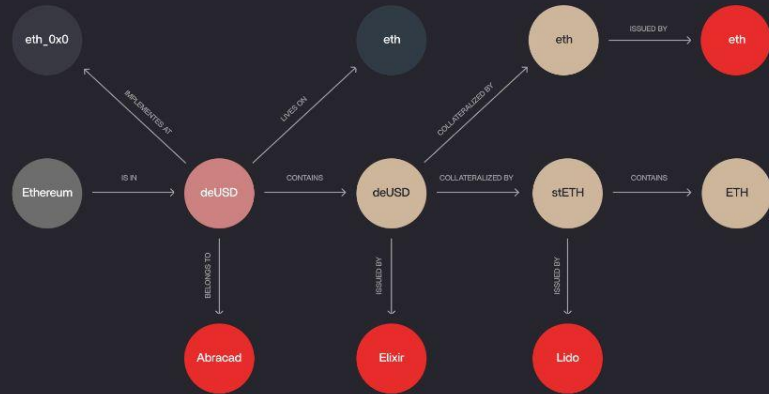 eth_0x0
eth
eth
ISSUED BY
eth
IMPLEMENTES AT
LIVES ON
COLLATERALIZED BY
Ethereum
IS IN
deUSD
CONTAINS
deUSD
COLLATERALIZED BY
stETH
CONTAINS
ETH
BELONGS TO
ISSUED BY
ISSUED BY
Abracad
Elixir
Lido